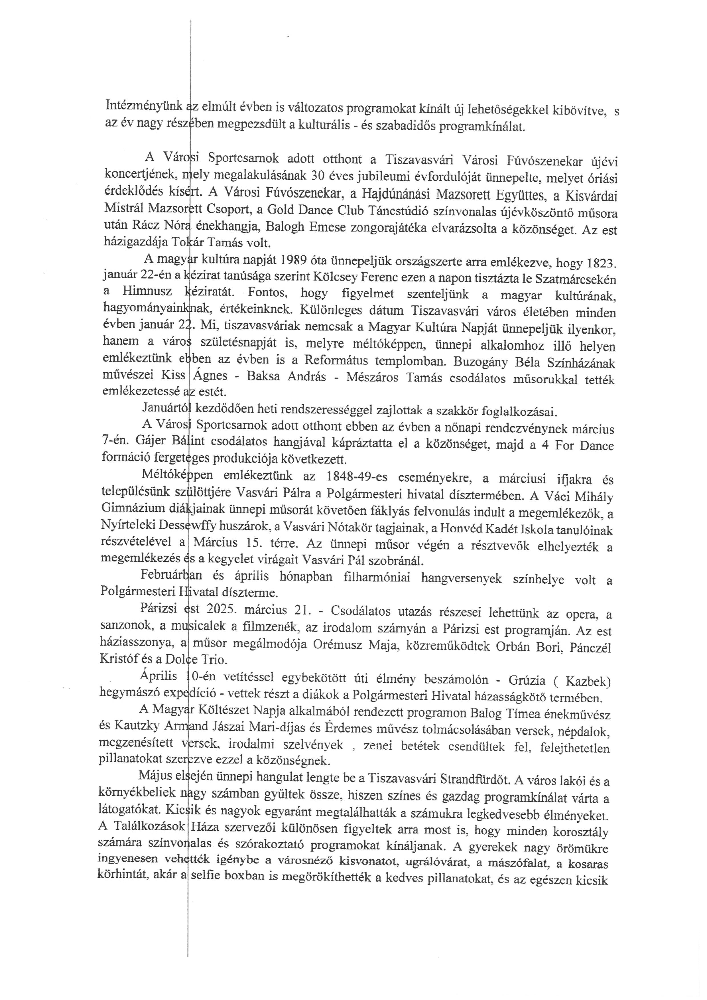 Intézményünk az elmúlt évben is változatos programokat kínált új lehetőségekkel kibővítve, s
az év nagy részében megpezsdült a kulturális - és szabadidős programkínálat.
A Városi Sportcsarnok adott otthont a Tiszavasvári Városi Fúvószenekar újévi
koncertjének, mely megalakulásának 30 éves jubileumi évfordulóját ünnepelte, melyet óriási
érdeklődés kísért. A Városi Fúvószenekar, a Hajdúnánási Mazsorett Együttes, a Kisvárdai
Mistrál Mazsorett Csoport, a Gold Dance Club Táncstúdió színvonalas újévköszöntő műsora
után Rácz Nóra énekhangja, Balogh Emese zongorajátéka elvarázsolta a közönséget. Az est
házigazdája Tokár Tamás volt.
A magyar kultúra napját 1989 óta ünnepeljük országszerte arra emlékezve, hogy 1823.
január 22-én a kézirat tanúsága szerint Kölcsey Ferenc ezen a napon tisztázta le Szatmárcsekén
a Himnusz kéziratát. Fontos, hogy figyelmet szenteljünk a magyar kultúrának,
hagyományainknak, értékeinknek. Különleges dátum Tiszavasvári város életében minden
évben január 22. Mi, tiszavasváriak nemcsak a Magyar Kultúra Napját ünnepeljük ilyenkor,
hanem a város születésnapját is, melyre méltóképpen, ünnepi alkalomhoz illő helyen
emlékeztünk ebben az évben is a Református templomban. Buzogány Béla Színházának
művészei Kiss Ágnes - Baksa András - Mészáros Tamás csodálatos műsorukkal tették
emlékezetessé az estét.
Januártól kezdődően heti rendszerességgel zajlottak a szakkör foglalkozásai.
A Városi Sportcsarnok adott otthont ebben az évben a nőnapi rendezvénynek március
7-én. Gájer Bálint csodálatos hangjával kápráztatta el a közönséget, majd a 4 For Dance
formáció fergeteges produkciója következett.
Méltóképpen emlékeztünk az 1848-49-es eseményekre, a márciusi ifjakra és
településünk szülöttjére Vasvári Pálra a Polgármesteri hivatal dísztermében. A Váci Mihály
Gimnázium diákjainak ünnepi műsorát követően fáklyás felvonulás indult a megemlékezők, a
Nyírteleki Dessewffy huszárok, a Vasvári Nótakör tagjainak, a Honvéd Kadét Iskola tanulóinak
részvételével a Március 15. térre. Az ünnepi műsor végén a résztvevők elhelyezték a
megemlékezés és a kegyelet virágait Vasvári Pál szobránál.
Februárban és április hónapban filharmóniai hangversenyek színhelye volt a
Polgármesteri Hivatal díszterme.
Párizsi est 2025. március 21. - Csodálatos utazás részesei lehettünk az opera, a
sanzonok, a musicalek a filmzenék, az irodalom szárnyán a Párizsi est programján. Az est
háziasszonya, a műsor megálmodója Orémusz Maja, közreműködtek Orbán Bori, Pánczél
Kristóf és a Dolce Trio.
Április 10-én vetítéssel egybekötött úti élmény beszámolón - Grúzia ( Kazbek)
hegymászó expedíció - vettek részt a diákok a Polgármesteri Hivatal házasságkötő termében.
A Magyar Költészet Napja alkalmából rendezett programon Balog Tímea énekművész
és Kautzky Armand Jászai Mari-díjas és Érdemes művész tolmácsolásában versek, népdalok,
megzenésített versek, irodalmi szelvények , zenei betétek csendültek fel, felejthetetlen
pillanatokat szerezve ezzel a közönségnek.
Május elsején ünnepi hangulat lengte be a Tiszavasvári Strandfürdőt. A város lakói és a
környékbeliek nagy számban gyűltek össze, hiszen színes és gazdag programkínálat várta a
látogatókat. Kicsik és nagyok egyaránt megtalálhatták a számukra legkedvesebb élményeket.
A Találkozások Háza szervezői különösen figyeltek arra most is, hogy minden korosztály
számára színvonalas és szórakoztató programokat kínáljanak. A gyerekek nagy örömükre
ingyenesen vehették igénybe a városnéző kisvonatot, ugrálóvárat, a mászófalat, a kosaras
körhintát, akár a selfie boxban is megörökíthették a kedves pillanatokat, és az egészen kicsik